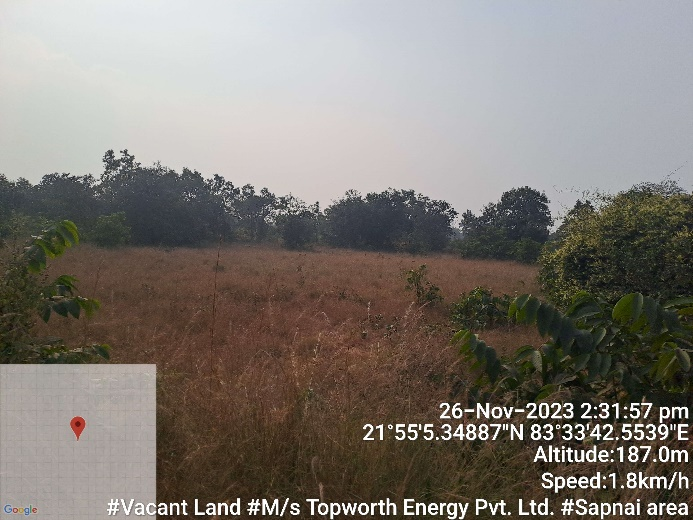 26-Nov-2023 2:31:57 pm
21°55'5.34887"N 83°33'42.5539"E
Altitude:187.0m
Speed:1.8km/h
Google
#Vacant Land #M/s Topworth Energy Pvt. Ltd. #Sapnai area